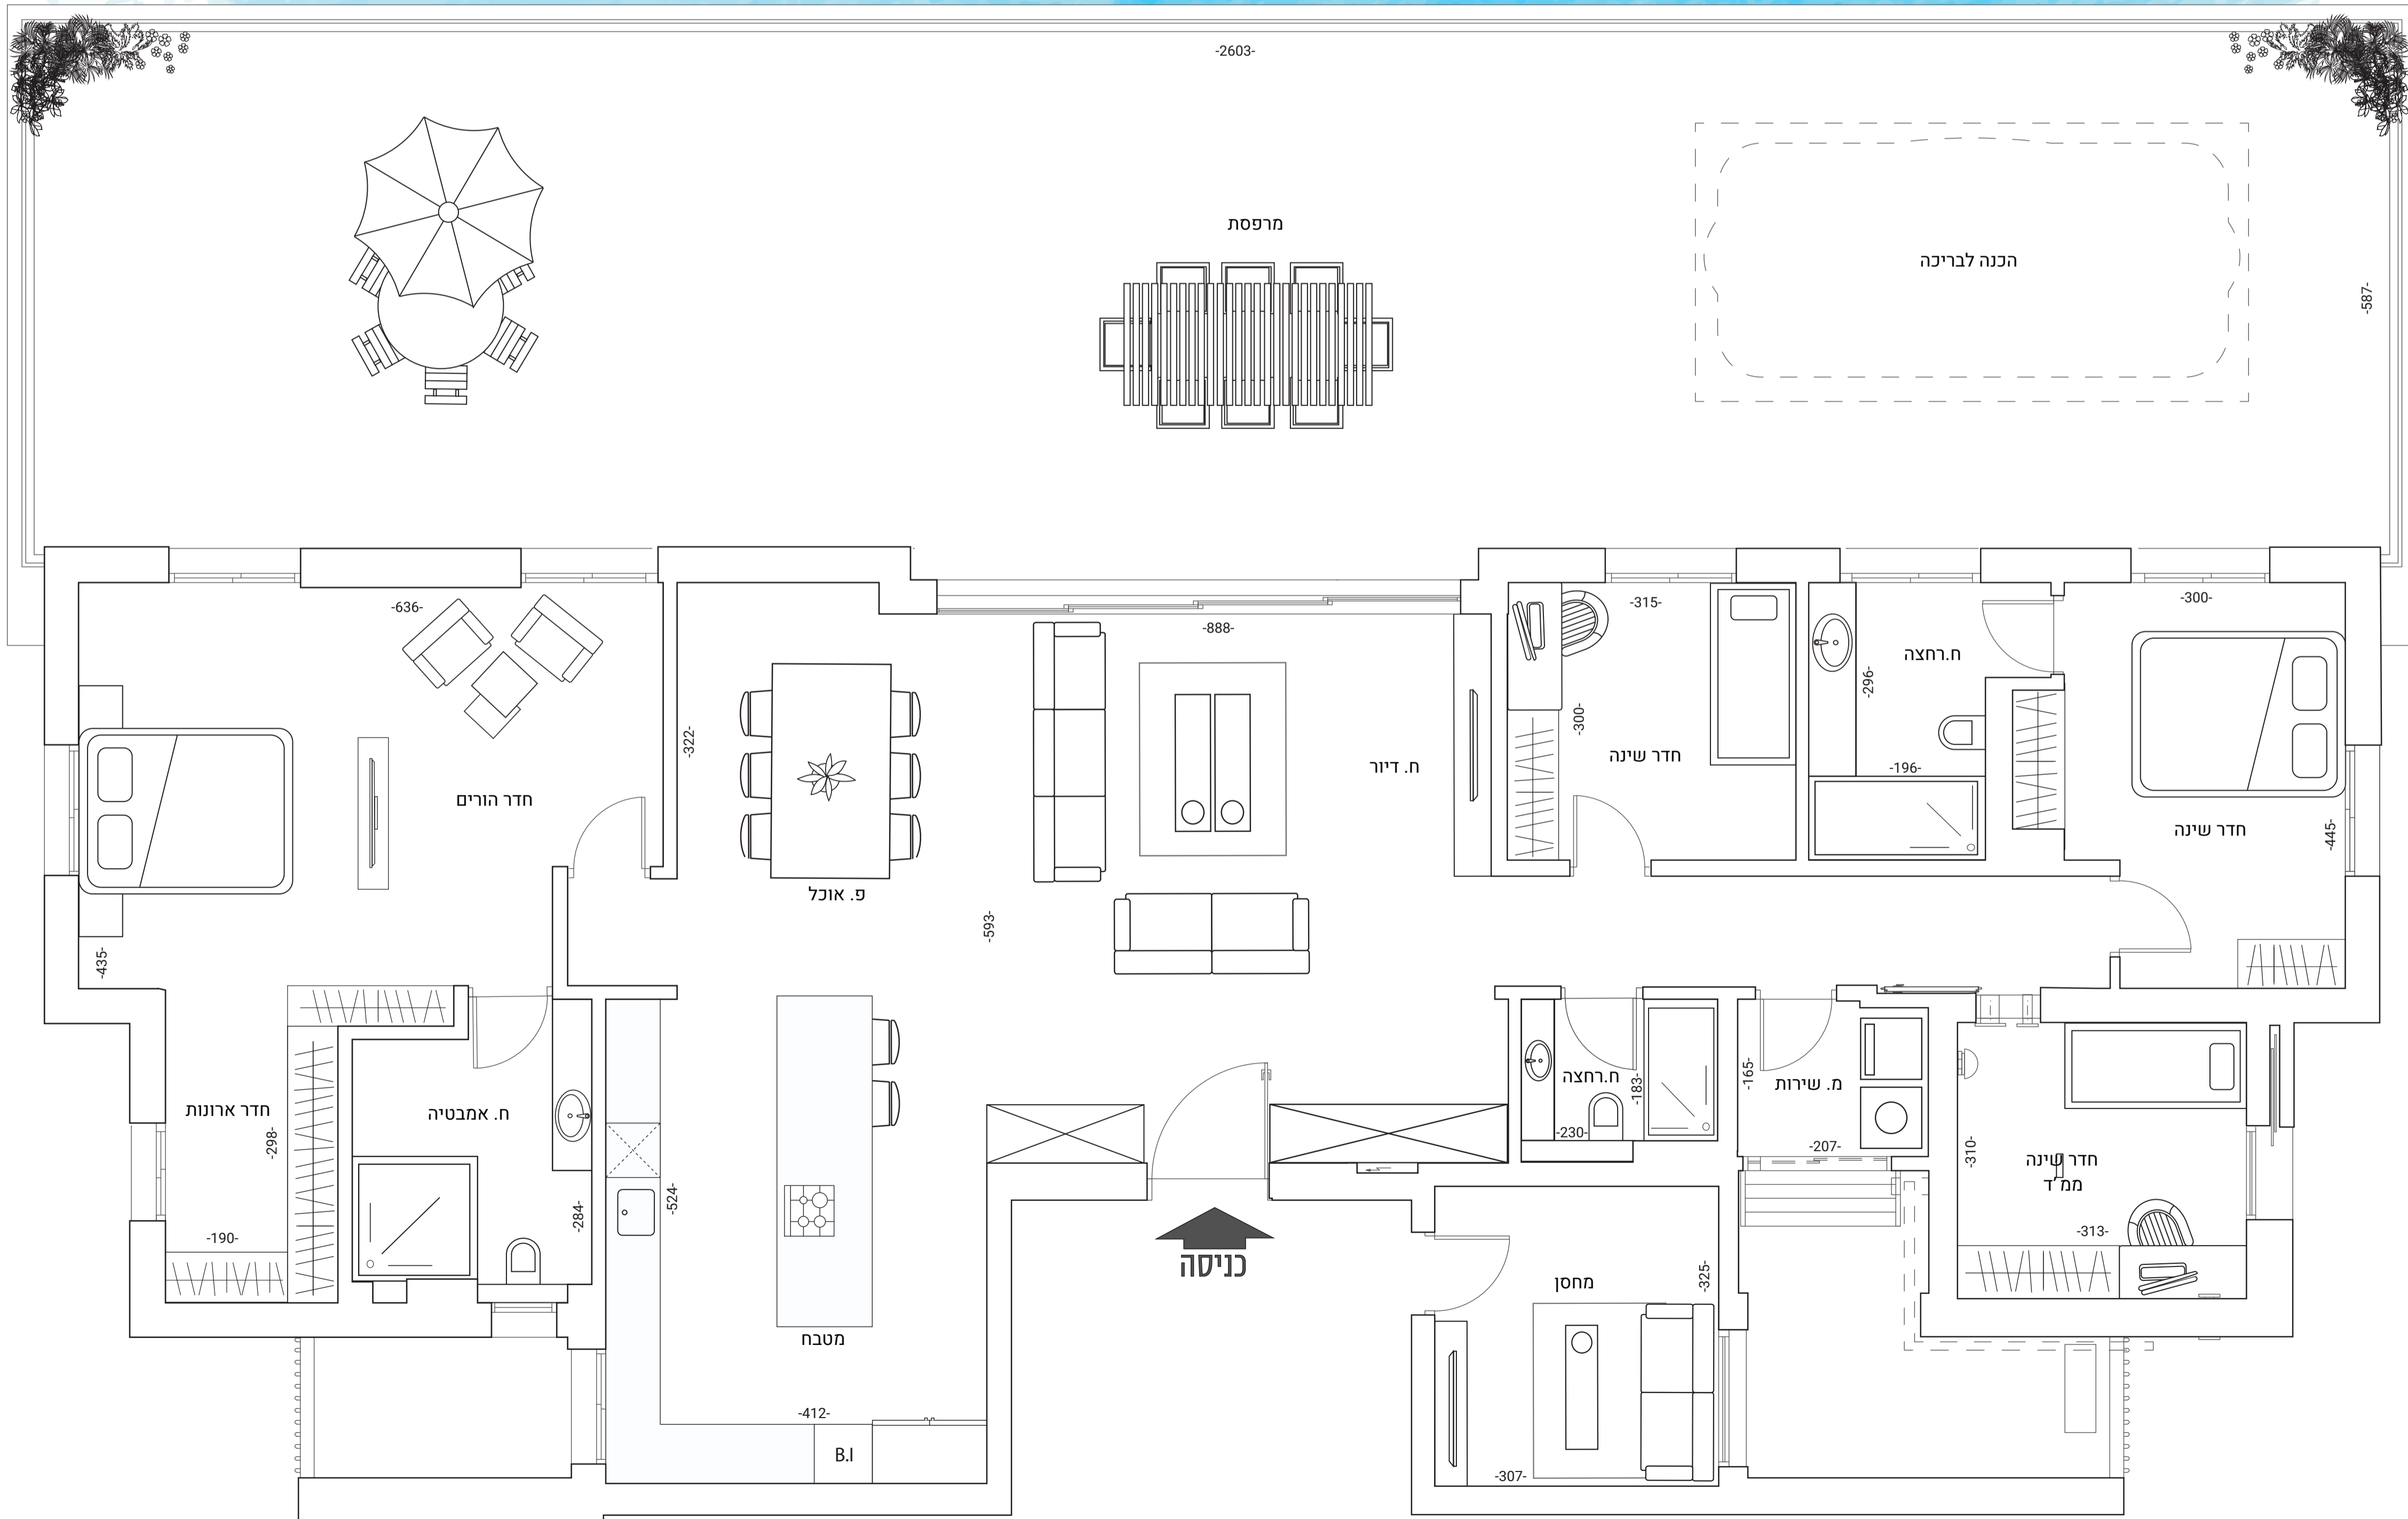 -2603-
מרפסת
הכנה לבריכה
-587-
-636-
-888-
-315-
-300-
ח.רחצה
-296-
-322-
-300-
חדר שינה
ח. דיור
-196-
חדר הורים
חדר שינה
-445-
פ. אוכל
-593-
-435-
ח.רחצה
-183-
-165-
מ. שירות
חדר ארונות
ח. אמבטיה
-298-
-230-
-207-
-310-
חדר שינה
ממ"ד
-524-
-284-
-190-
-313-
כניסה
מחסן
-325-
מטבח
-412-
B.I
-307-